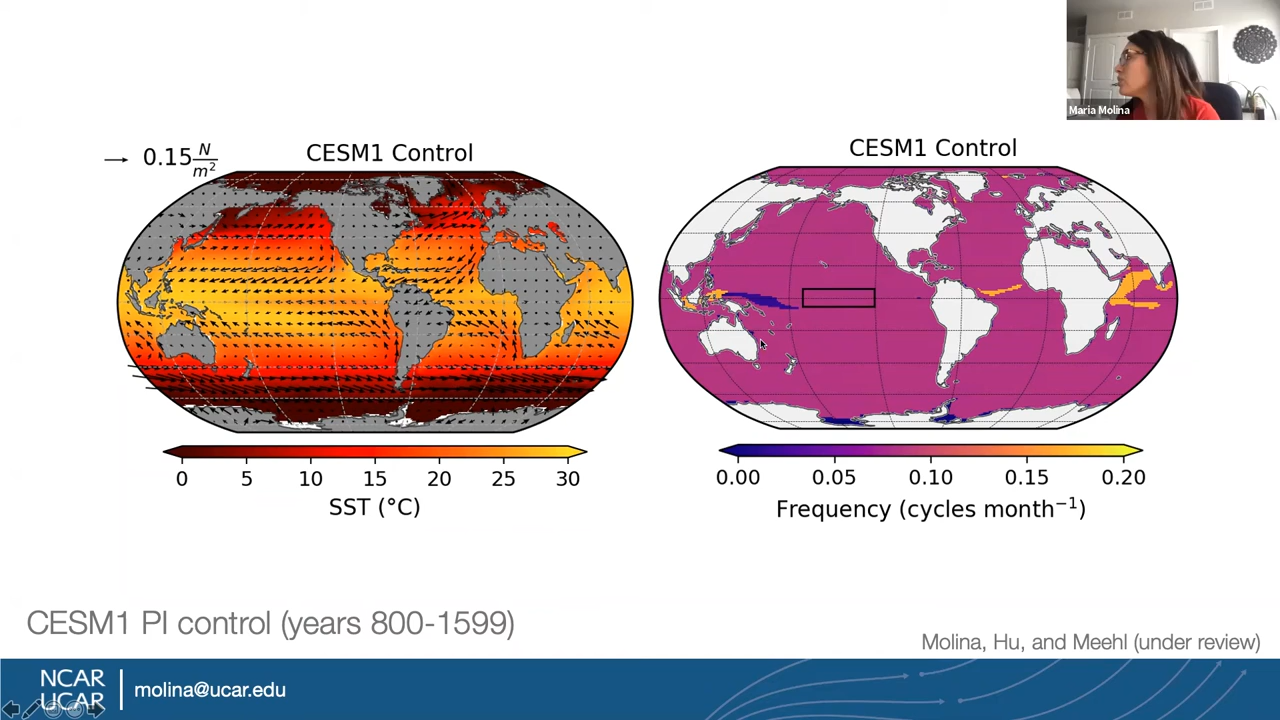 Maria Molina
→ 0.15 N/m²
CESM1 Control
CESM1 Control
0 5 10 15 20 25 30
SST (°C)
0.00 0.05 0.10 0.15 0.20
Frequency (cycles month⁻¹)
CESM1 PI control (years 800-1599)
Molina, Hu, and Meehl (under review)
NCAR
UCAR
molina@ucar.edu